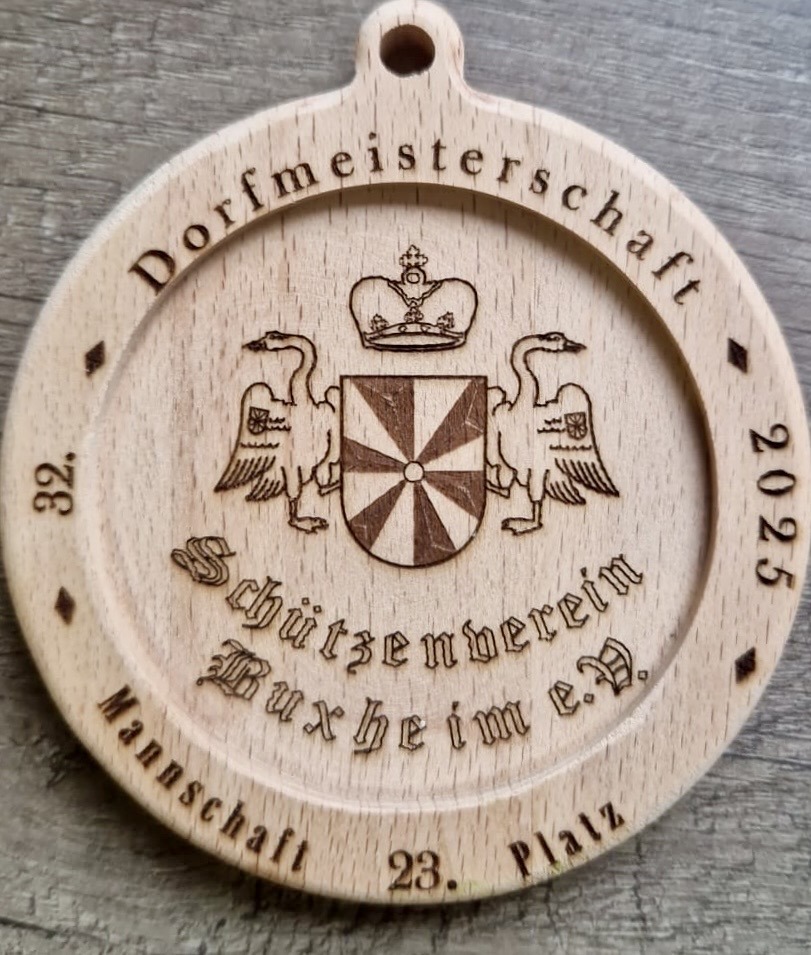 32. Dorfmeisterschaft 2025
Schützenverein
Buxheim e.V.
Mannschaft 23. Platz